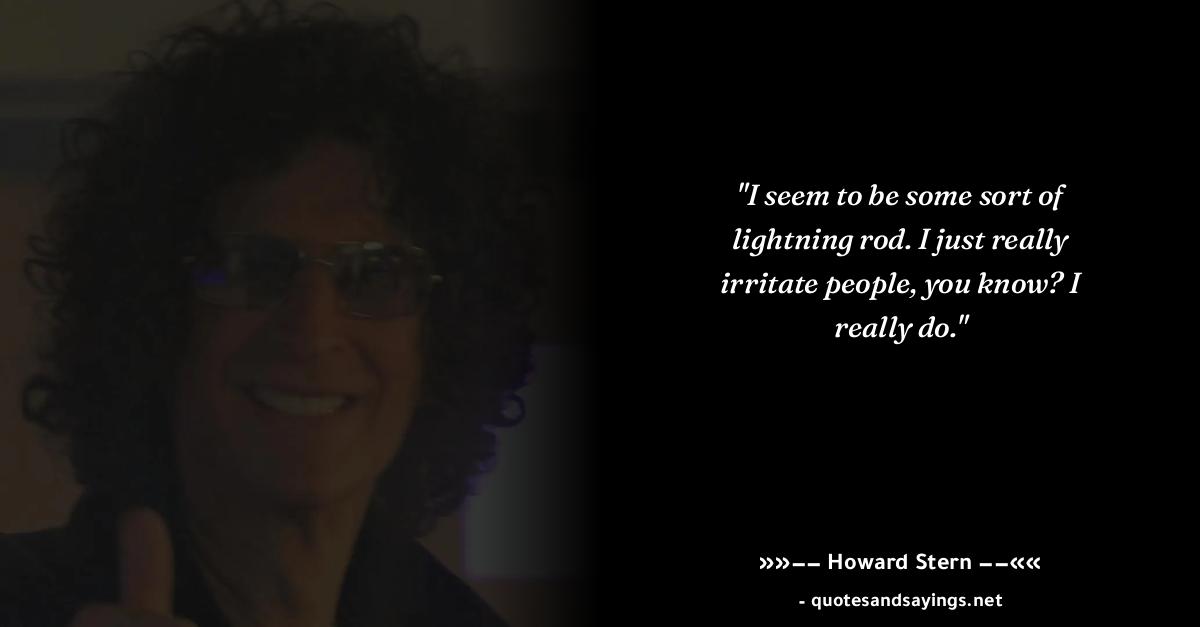 "I seem to be some sort of
lightning rod. I just really
irritate people, you know? I
really do."
»»–– Howard Stern ––««
- quotesandsayings.net